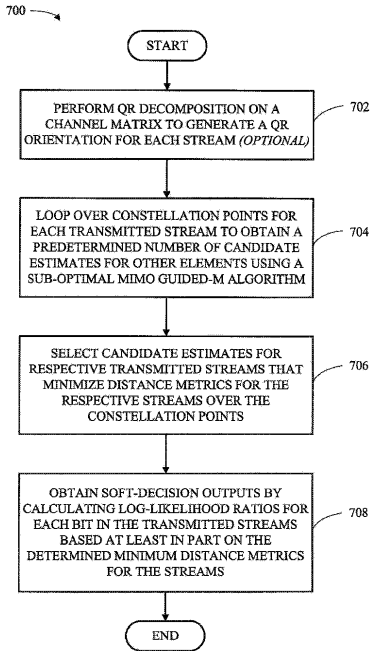 700
START
PERFORM QR DECOMPOSITION ON A
CHANNEL MATRIX TO GENERATE A QR
ORIENTATION FOR EACH STREAM (OPTIONAL)
702
LOOP OVER CONSTELLATION POINTS FOR
EACH TRANSMITTED STREAM TO OBTAIN A
PREDETERMINED NUMBER OF CANDIDATE
ESTIMATES FOR OTHER ELEMENTS USING A
SUB-OPTIMAL MIMO GUIDED-M ALGORITHM
704
SELECT CANDIDATE ESTIMATES FOR
RESPECTIVE TRANSMITTED STREAMS THAT
MINIMIZE DISTANCE METRICS FOR THE
RESPECTIVE STREAMS OVER THE
CONSTELLATION POINTS
706
OBTAIN SOFT-DECISION OUTPUTS BY
CALCULATING LOG-LIKELIHOOD RATIOS FOR
EACH BIT IN THE TRANSMITTED STREAMS
BASED AT LEAST IN PART ON THE
DETERMINED MINIMUM DISTANCE METRICS
FOR THE STREAMS
708
END